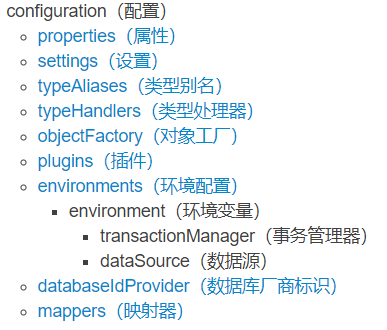 configuration（配置）
properties（属性）
settings（设置）
typeAliases（类型别名）
typeHandlers（类型处理器）
objectFactory（对象工厂）
plugins（插件）
environments（环境配置）
environment（环境变量）
transactionManager（事务管理器）
dataSource（数据源）
databaseIdProvider（数据库厂商标识）
mappers（映射器）